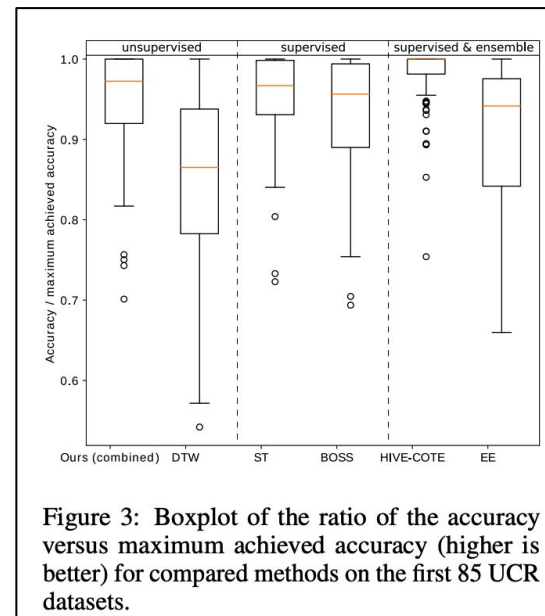 unsupervised supervised supervised & ensemble
1.0
0.9
0.8
0.7
0.6
Accuracy / maximum achieved accuracy
Ours (combined) DTW ST BOSS HIVE-COTE EE
Figure 3: Boxplot of the ratio of the accuracy
versus maximum achieved accuracy (higher is
better) for compared methods on the first 85 UCR
datasets.